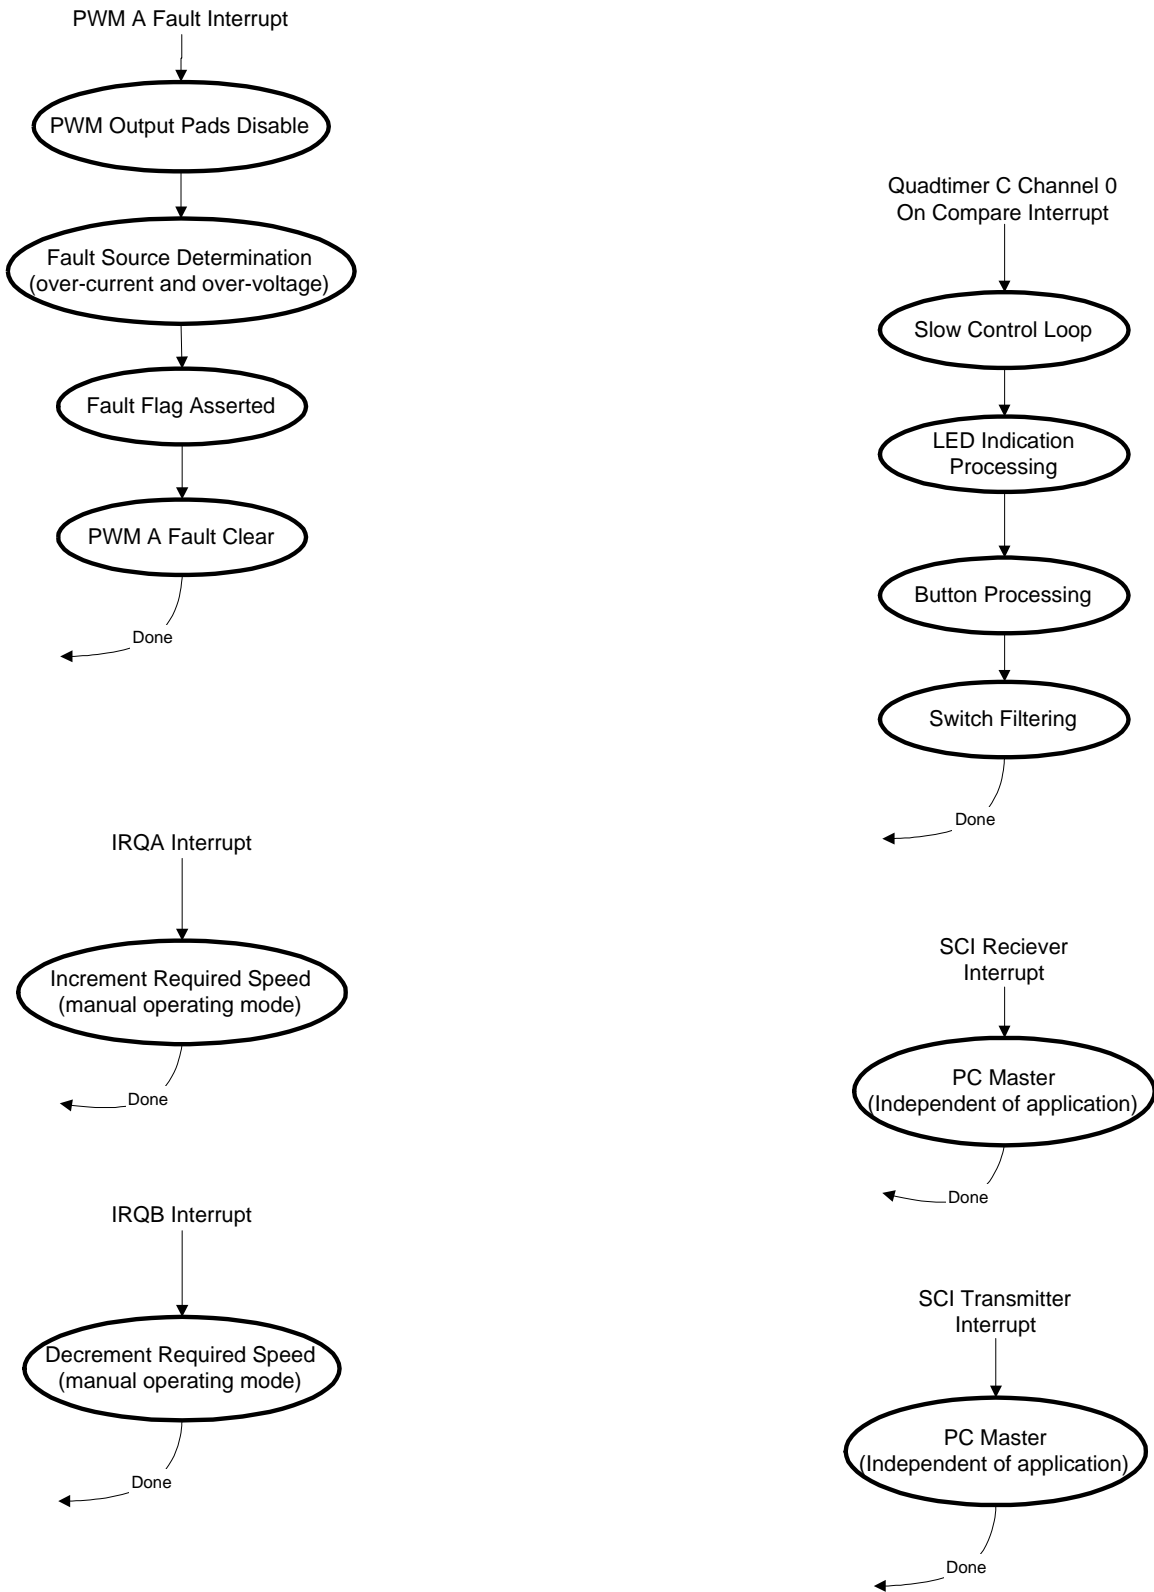 PWM A Fault Interrupt
PWM Output Pads Disable
Fault Source Determination
(over-current and over-voltage)
Fault Flag Asserted
PWM A Fault Clear
Done
IRQA Interrupt
Increment Required Speed
(manual operating mode)
Done
IRQB Interrupt
Decrement Required Speed
(manual operating mode)
Done
Quadtimer C Channel 0
On Compare Interrupt
Slow Control Loop
LED Indication
Processing
Button Processing
Switch Filtering
Done
SCI Reciever
Interrupt
PC Master
(Independent of application)
Done
SCI Transmitter
Interrupt
PC Master
(Independent of application)
Done